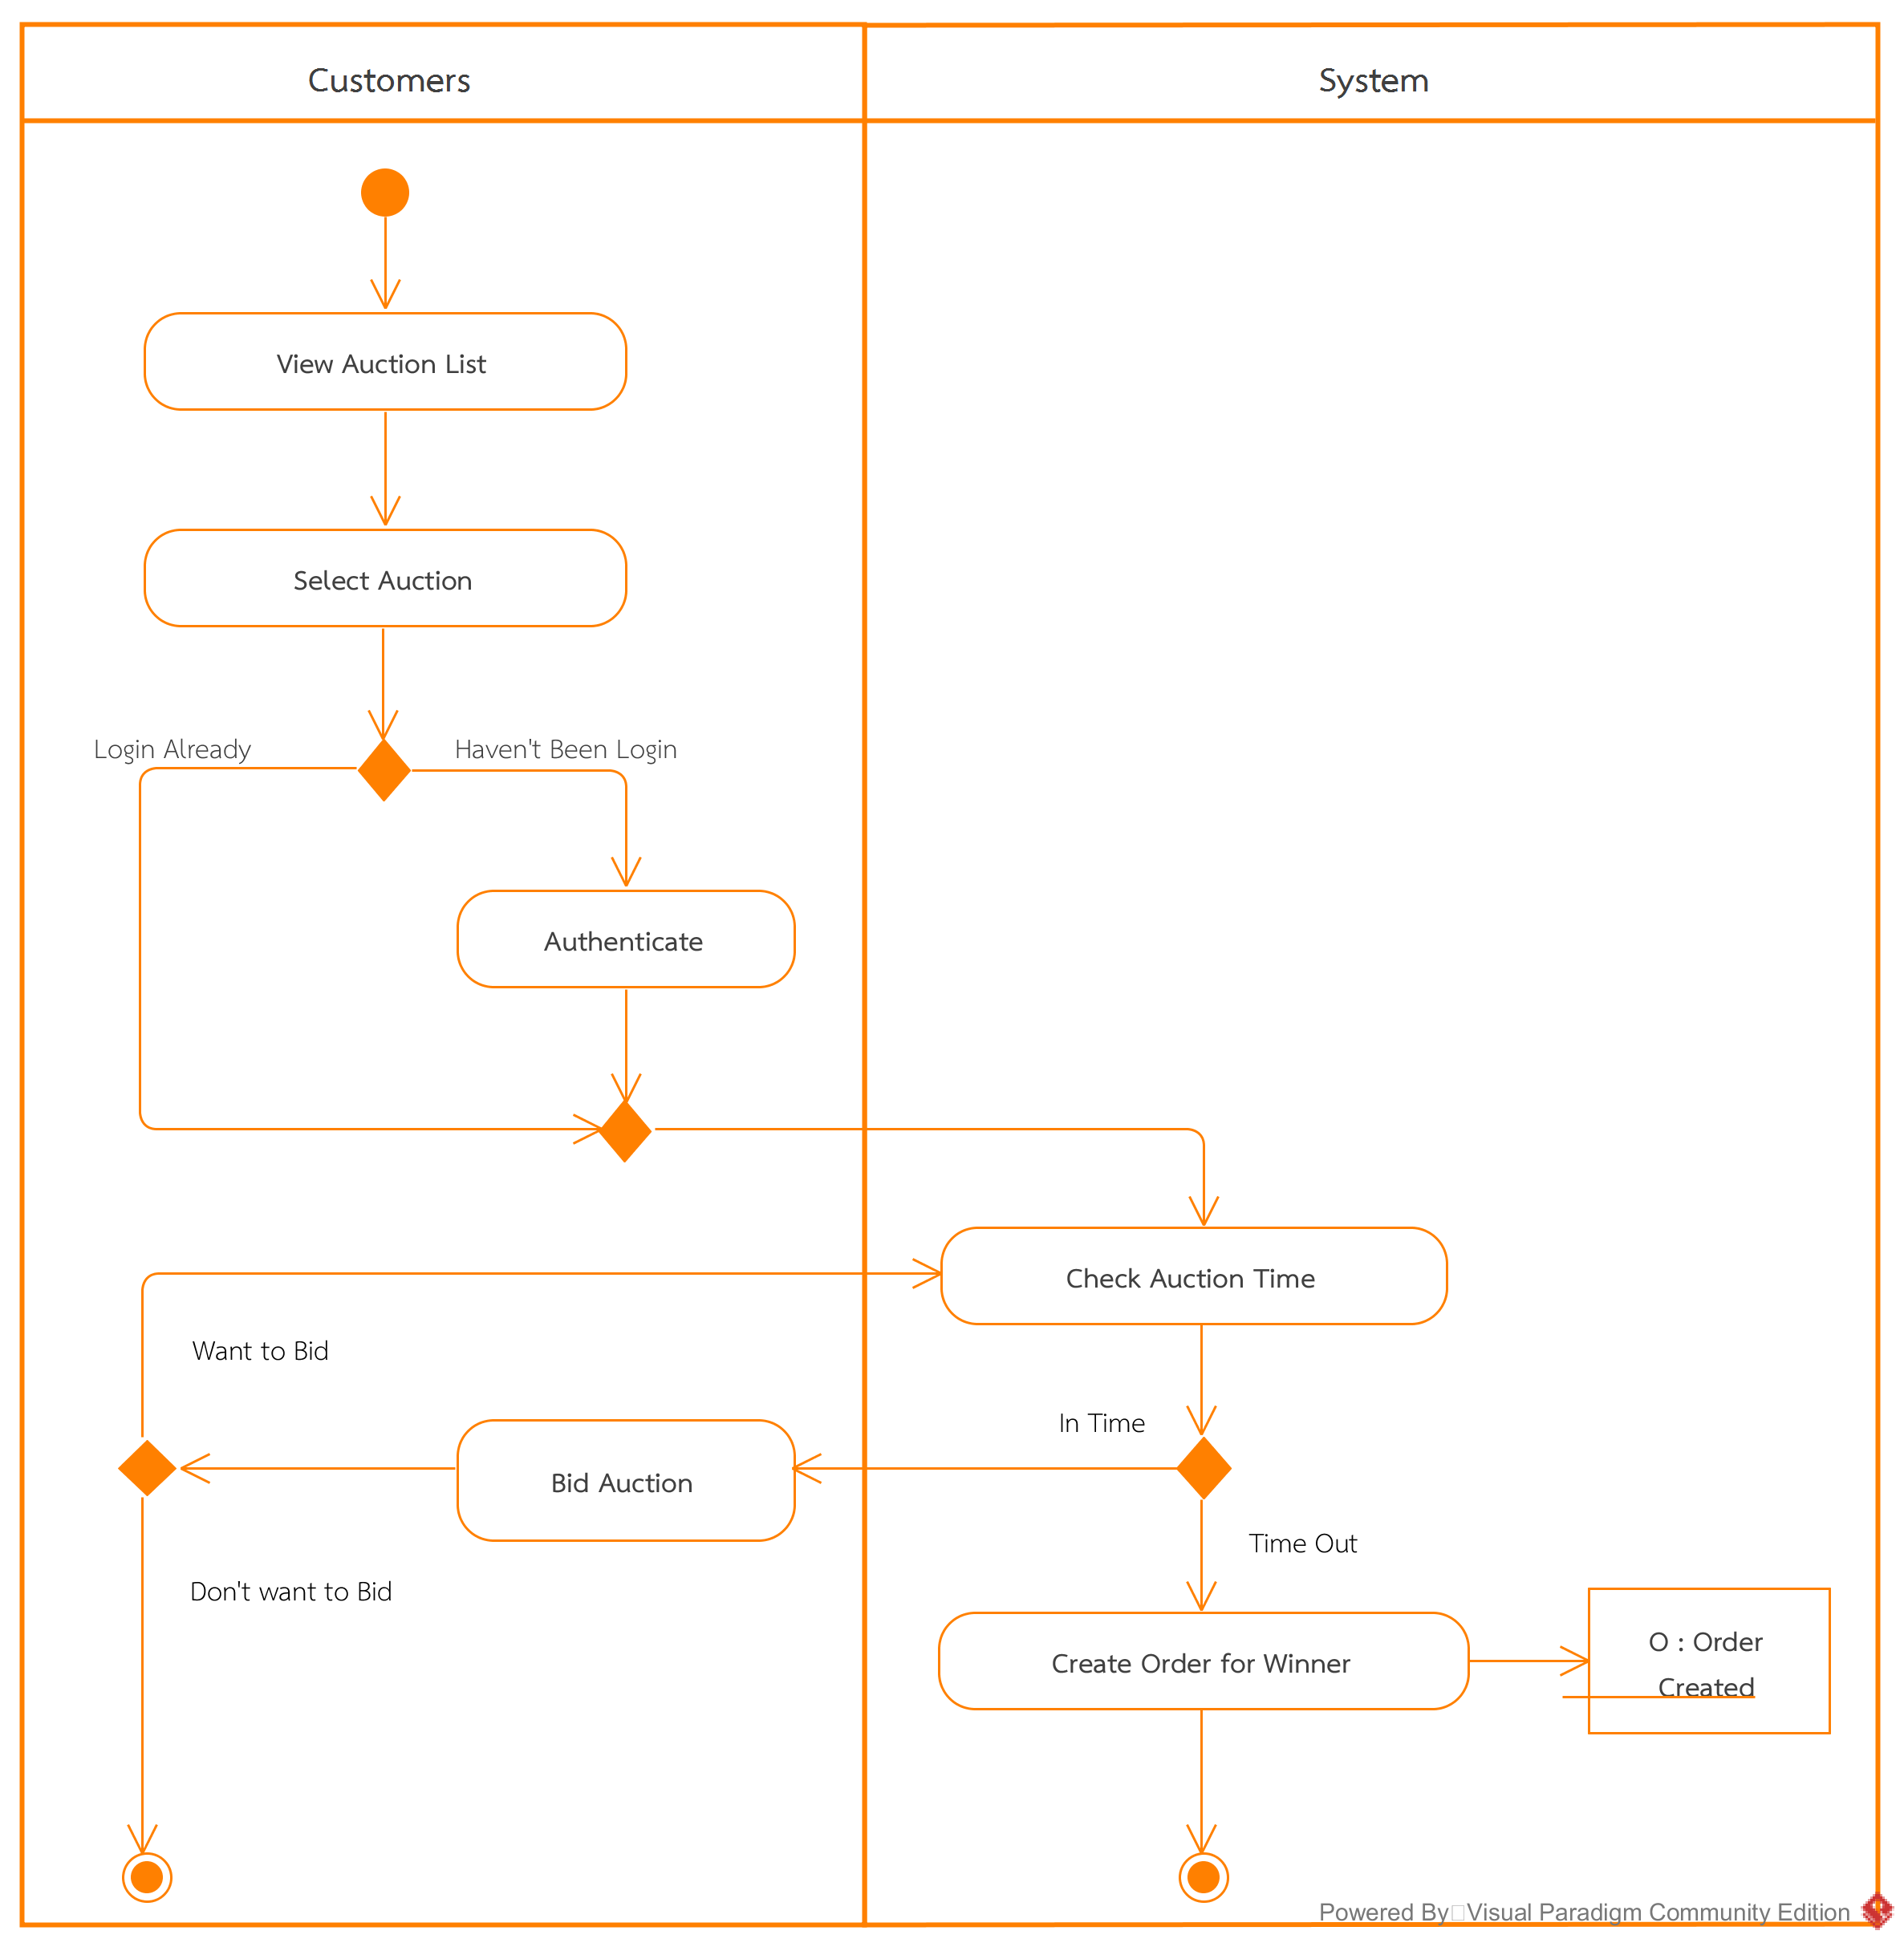 Customers
System
View Auction List
Select Auction
Login Already
Haven't Been Login
Authenticate
Check Auction Time
Want to Bid
In Time
Bid Auction
Time Out
Don't want to Bid
O : Order
Created
Create Order for Winner
Powered By Visual Paradigm Community Edition